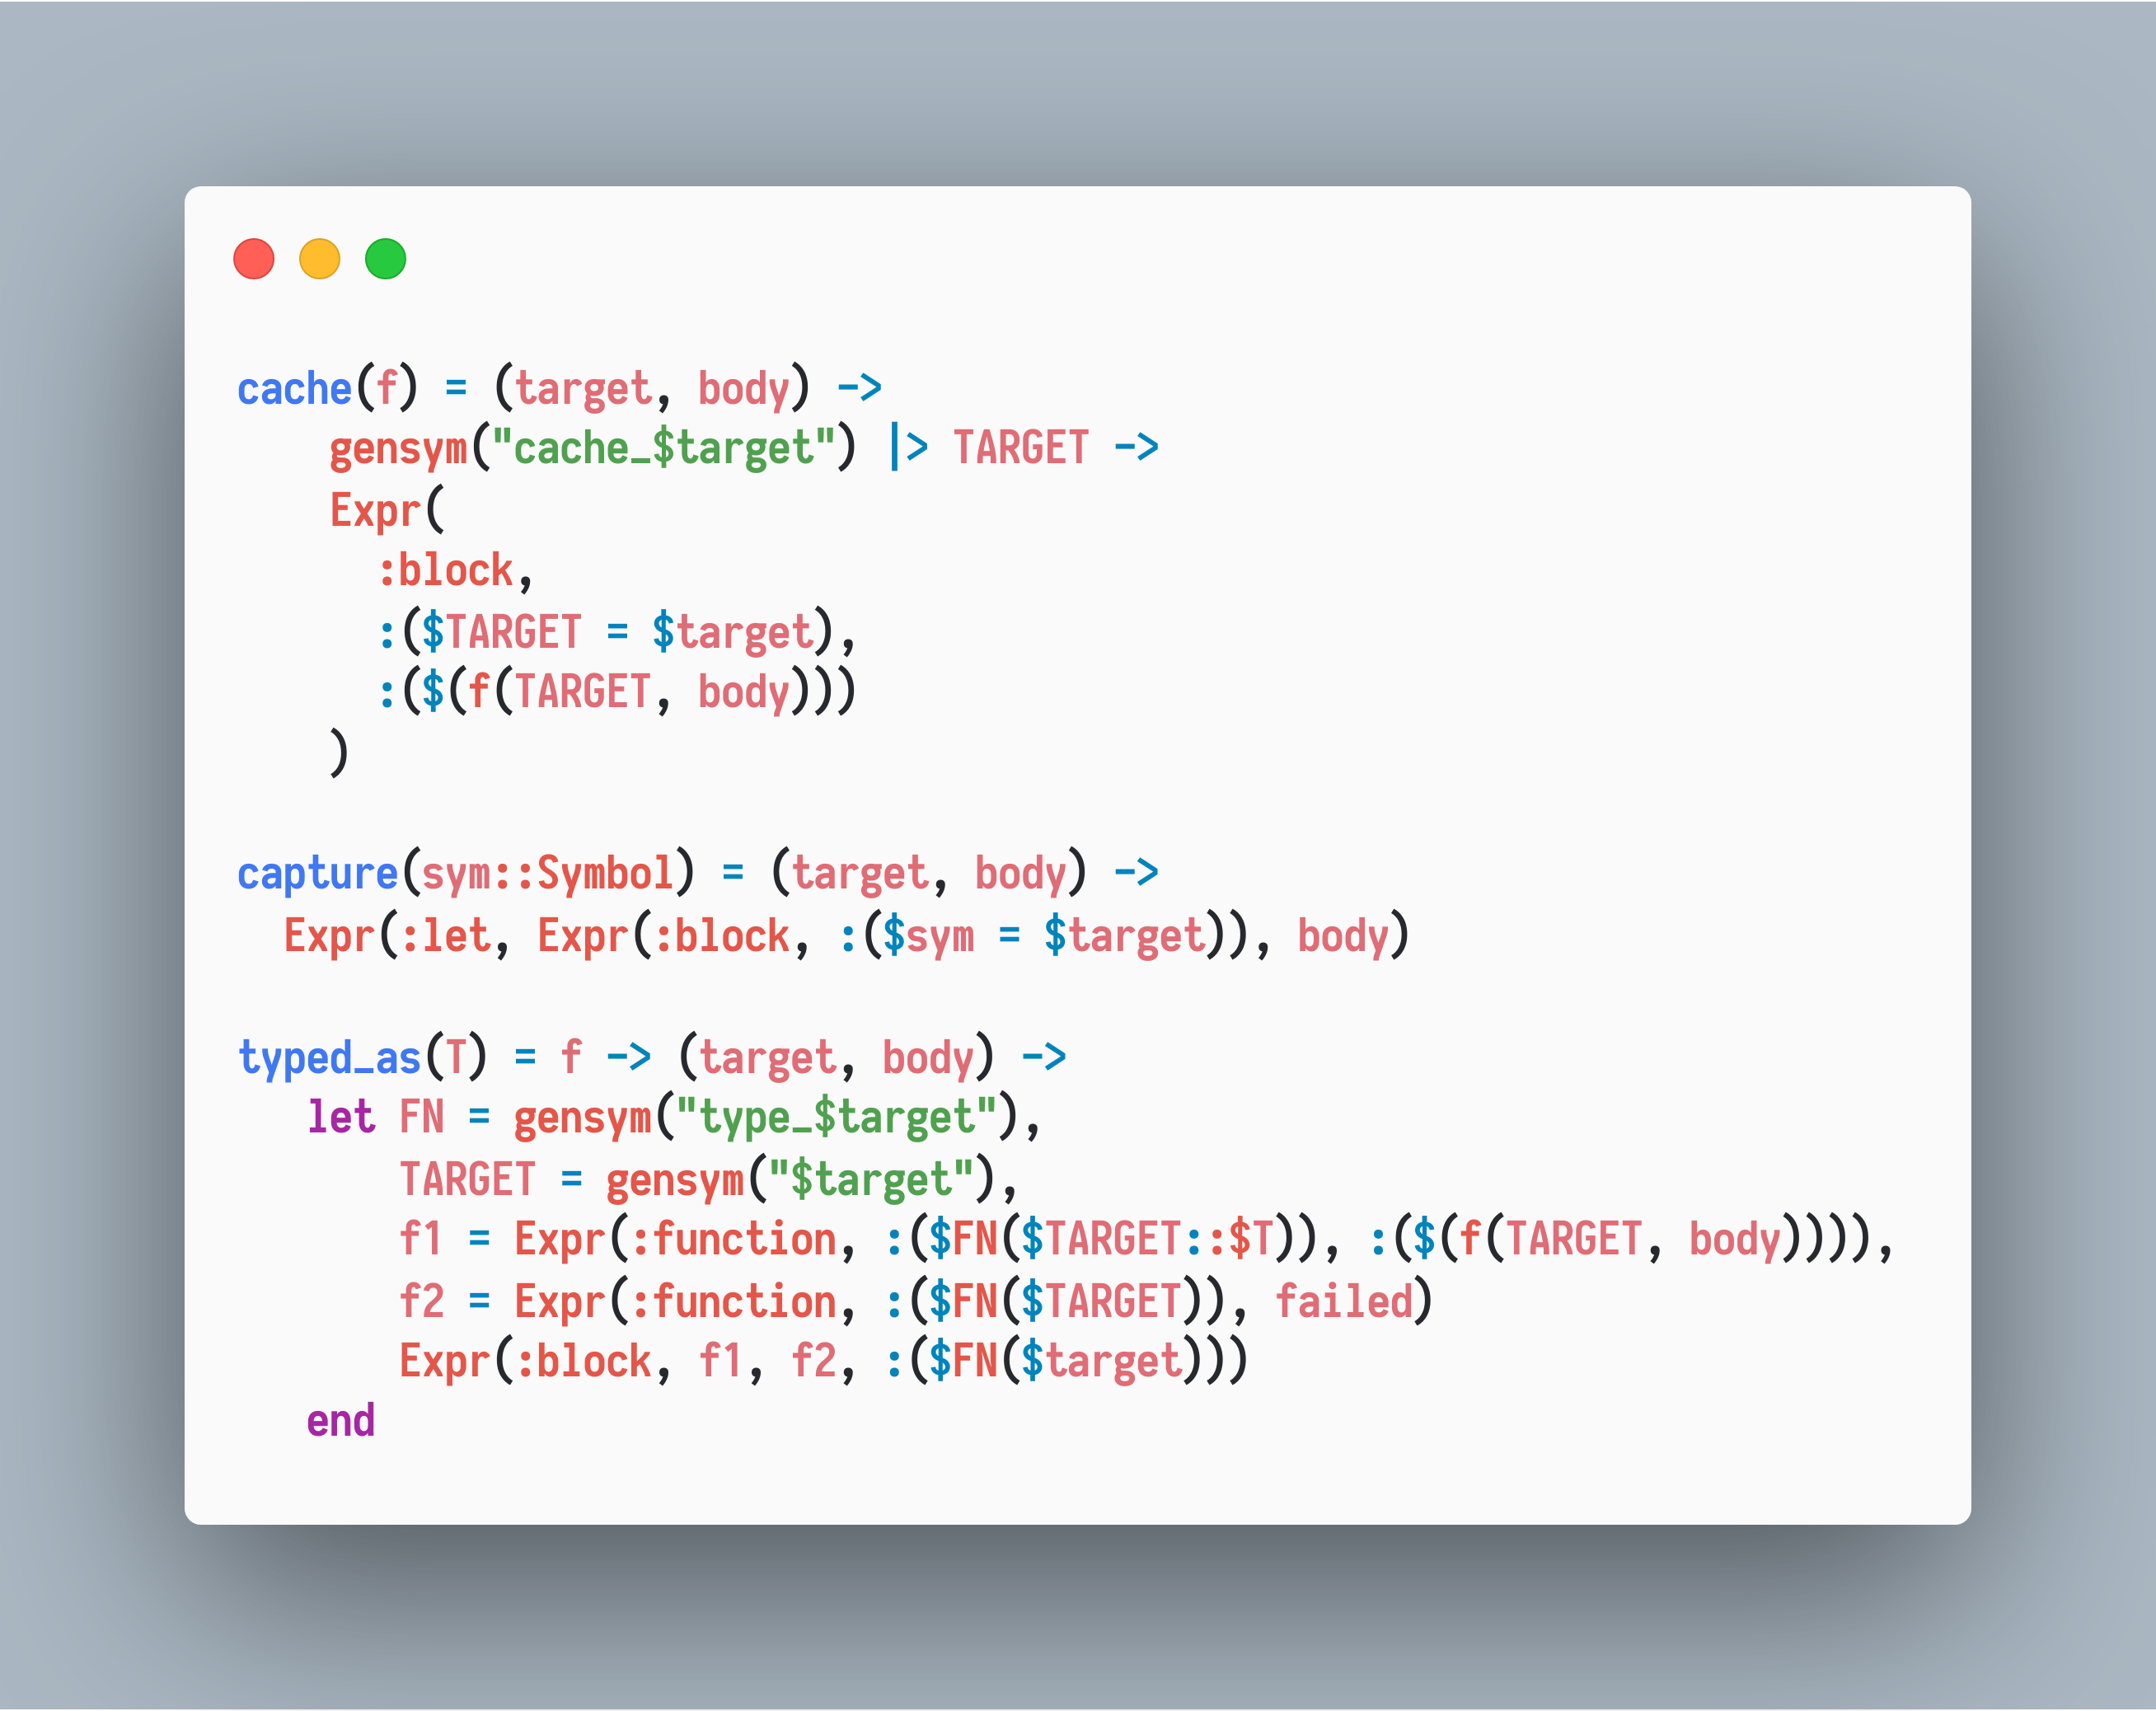 cache(f) = (target, body) ->
    gensym("cache_$target") |> TARGET ->
    Expr(
      :block,
      :($TARGET = $target),
      :($(f(TARGET, body)))
    )
capture(sym::Symbol) = (target, body) ->
  Expr(:let, Expr(:block, :($sym = $target)), body)
typed_as(T) = f -> (target, body) ->
   let FN = gensym("type_$target"),
       TARGET = gensym("$target"),
       f1 = Expr(:function, :($FN($TARGET::$T)), :($(f(TARGET, body)))),
       f2 = Expr(:function, :($FN($TARGET)), failed)
       Expr(:block, f1, f2, :($FN($target)))
   end